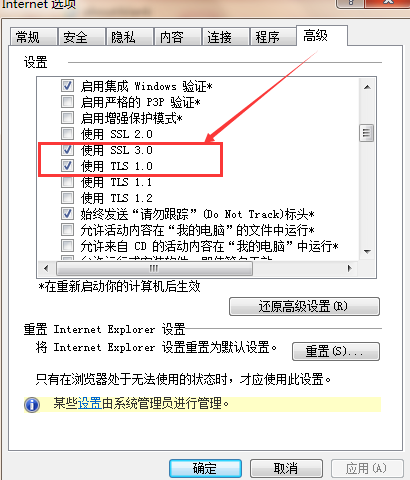 Internet 选项
常规 安全 隐私 内容 连接 程序 高级
设置
启用集成 Windows 验证*
启用严格的 P3P 验证*
启用增强保护模式*
使用 SSL 2.0
使用 SSL 3.0
使用 TLS 1.0
使用 TLS 1.1
使用 TLS 1.2
始终发送“请勿跟踪”(Do Not Track)标头*
允许活动内容在“我的电脑”的文件中运行*
允许来自 CD 的活动内容在“我的电脑”中运行*
*在重新启动你的计算机后生效
还原高级设置(R)
重置 Internet Explorer 设置
将 Internet Explorer 设置重置为默认设置。
重置(S)...
只有在浏览器处于无法使用的状态时，才应使用此设置。
某些设置由系统管理员进行管理。
确定 取消 应用(A)